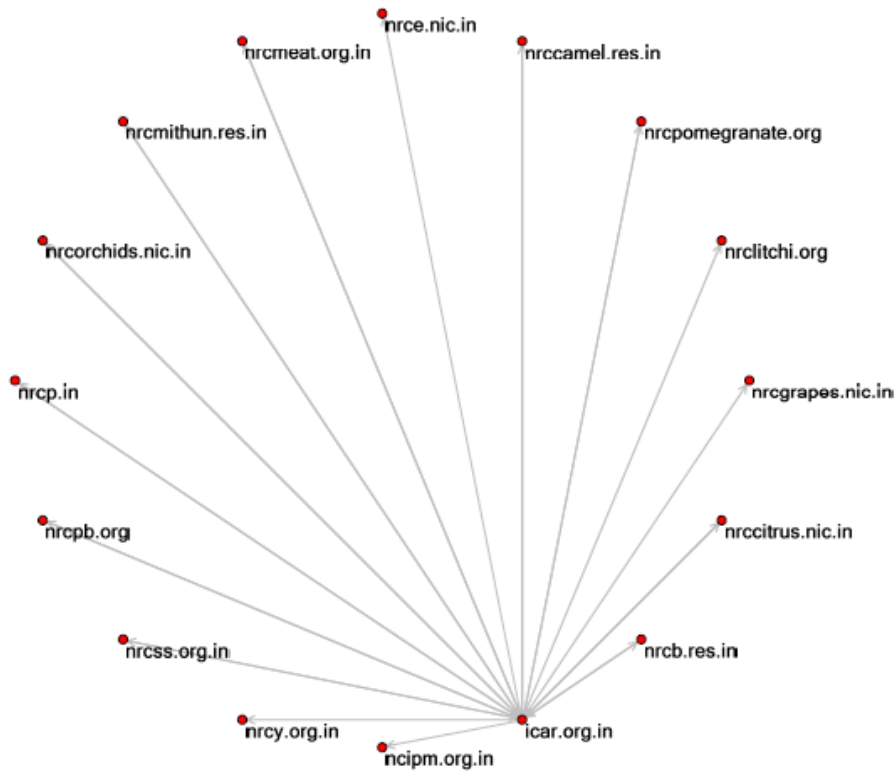 nrce.nic.in
nrcmeat.org.in
nrccamel.res.in
nrcmithun.res.in
nrcpomegranate.org
nrcorchids.nic.in
nrclitchi.org
nrcp.in
nrcgrapes.nic.in
nrcpb.org
nrccitrus.nic.in
nrcss.org.in
nrcb.res.in
nrcy.org.in
icar.org.in
ncipm.org.in